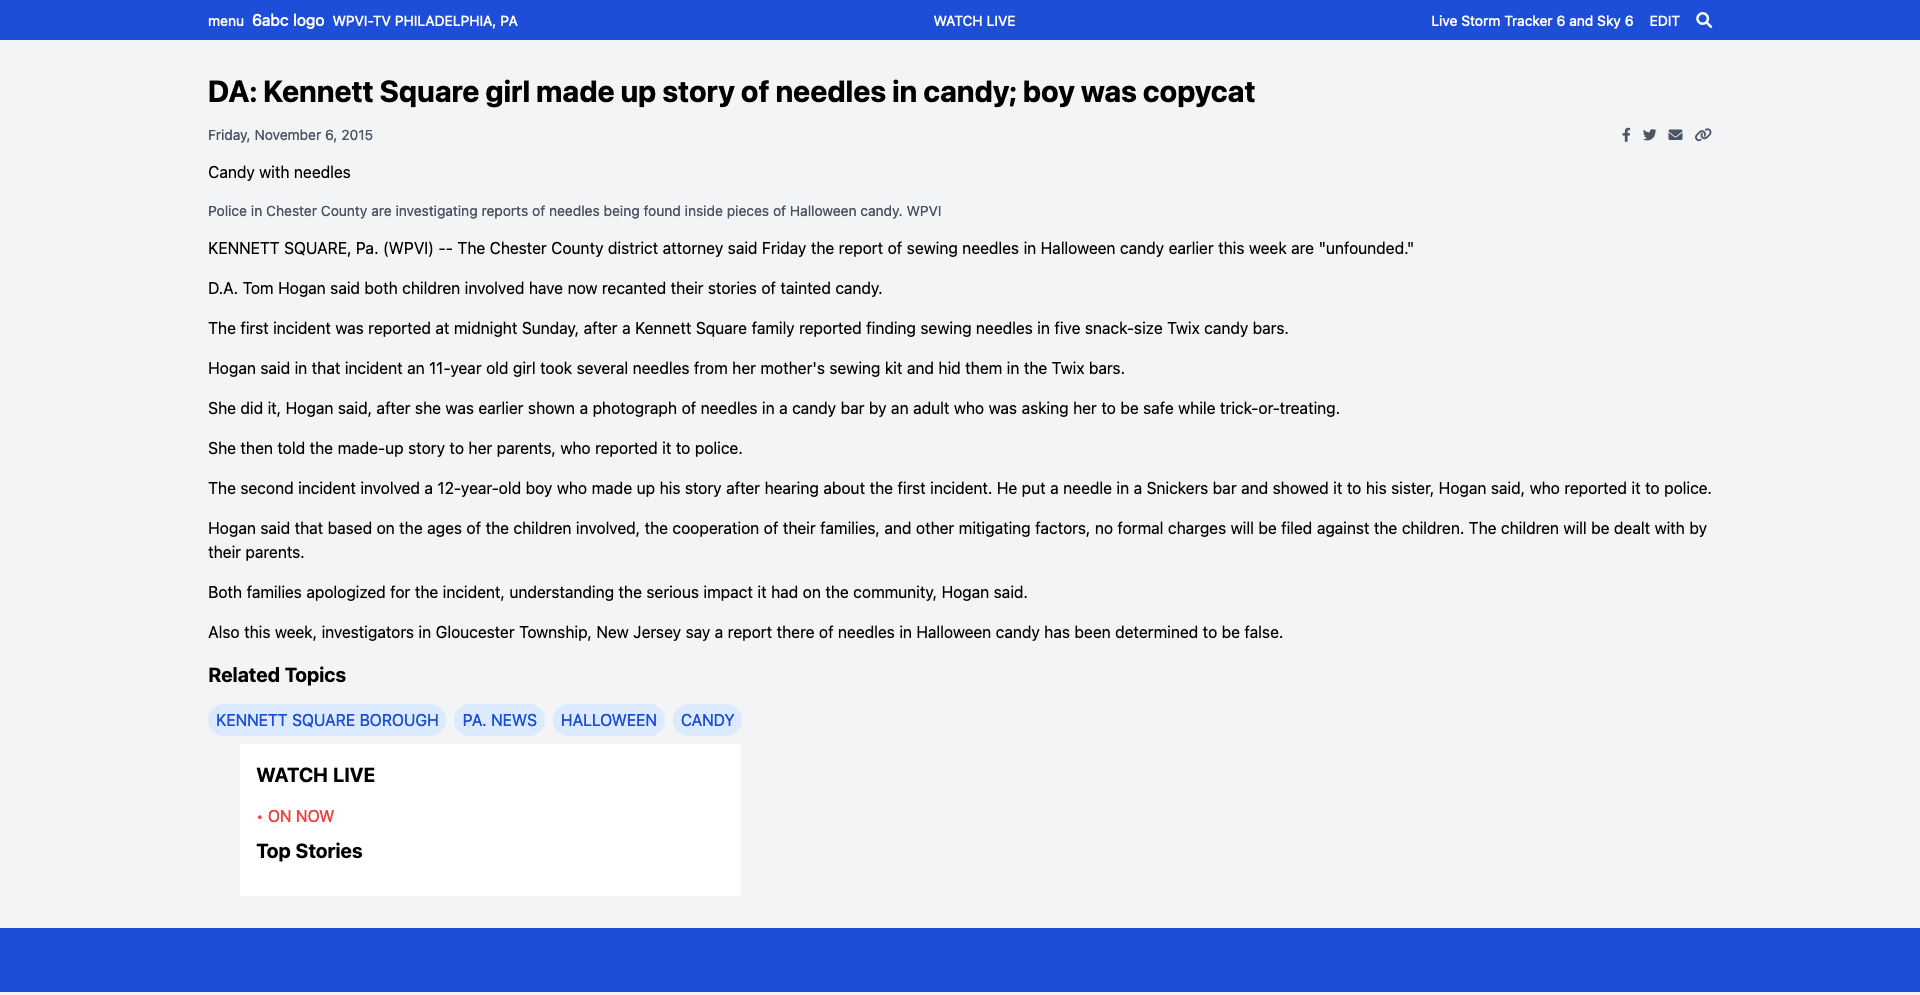 menu 6abc logo WPVI-TV PHILADELPHIA, PA WATCH LIVE Live Storm Tracker 6 and Sky 6 EDIT
DA: Kennett Square girl made up story of needles in candy; boy was copycat
Friday, November 6, 2015
Candy with needles
Police in Chester County are investigating reports of needles being found inside pieces of Halloween candy. WPVI
KENNETT SQUARE, Pa. (WPVI) -- The Chester County district attorney said Friday the report of sewing needles in Halloween candy earlier this week are "unfounded."
D.A. Tom Hogan said both children involved have now recanted their stories of tainted candy.
The first incident was reported at midnight Sunday, after a Kennett Square family reported finding sewing needles in five snack-size Twix candy bars.
Hogan said in that incident an 11-year old girl took several needles from her mother's sewing kit and hid them in the Twix bars.
She did it, Hogan said, after she was earlier shown a photograph of needles in a candy bar by an adult who was asking her to be safe while trick-or-treating.
She then told the made-up story to her parents, who reported it to police.
The second incident involved a 12-year-old boy who made up his story after hearing about the first incident. He put a needle in a Snickers bar and showed it to his sister, Hogan said, who reported it to police.
Hogan said that based on the ages of the children involved, the cooperation of their families, and other mitigating factors, no formal charges will be filed against the children. The children will be dealt with by
their parents.
Both families apologized for the incident, understanding the serious impact it had on the community, Hogan said.
Also this week, investigators in Gloucester Township, New Jersey say a report there of needles in Halloween candy has been determined to be false.
Related Topics
KENNETT SQUARE BOROUGH PA. NEWS HALLOWEEN CANDY
WATCH LIVE
• ON NOW
Top Stories